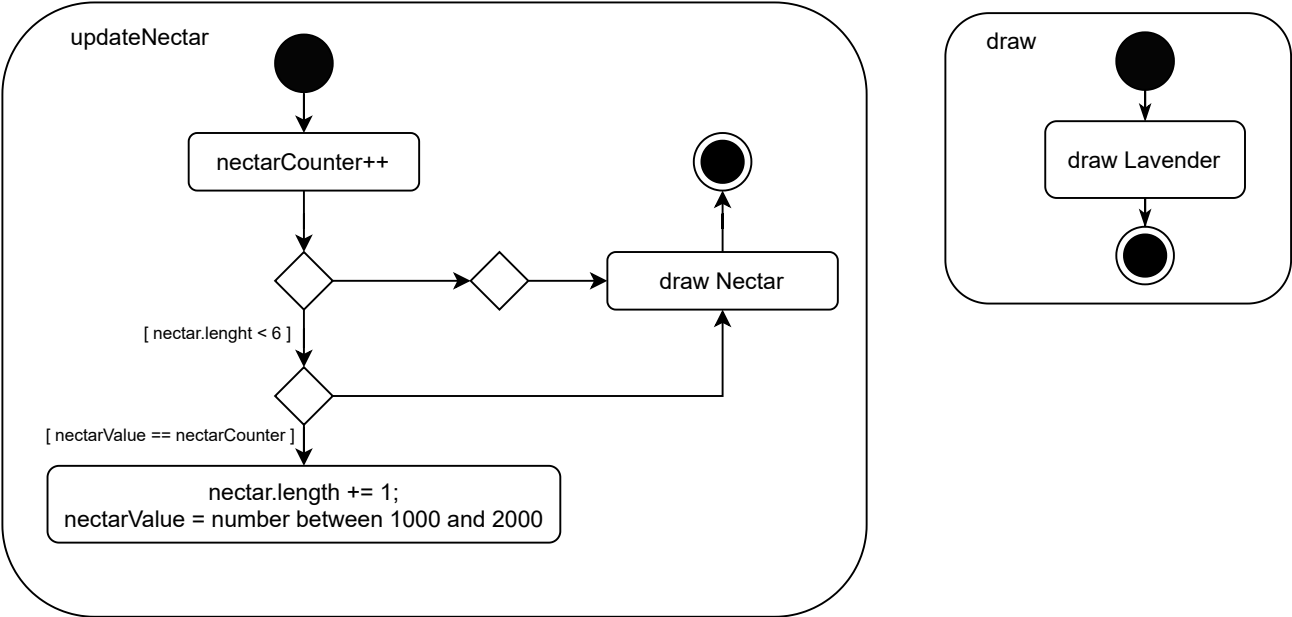 updateNectar
nectarCounter++
draw Nectar
[ nectar.lenght < 6 ]
[ nectarValue == nectarCounter ]
nectar.length += 1;
nectarValue = number between 1000 and 2000
draw
draw Lavender